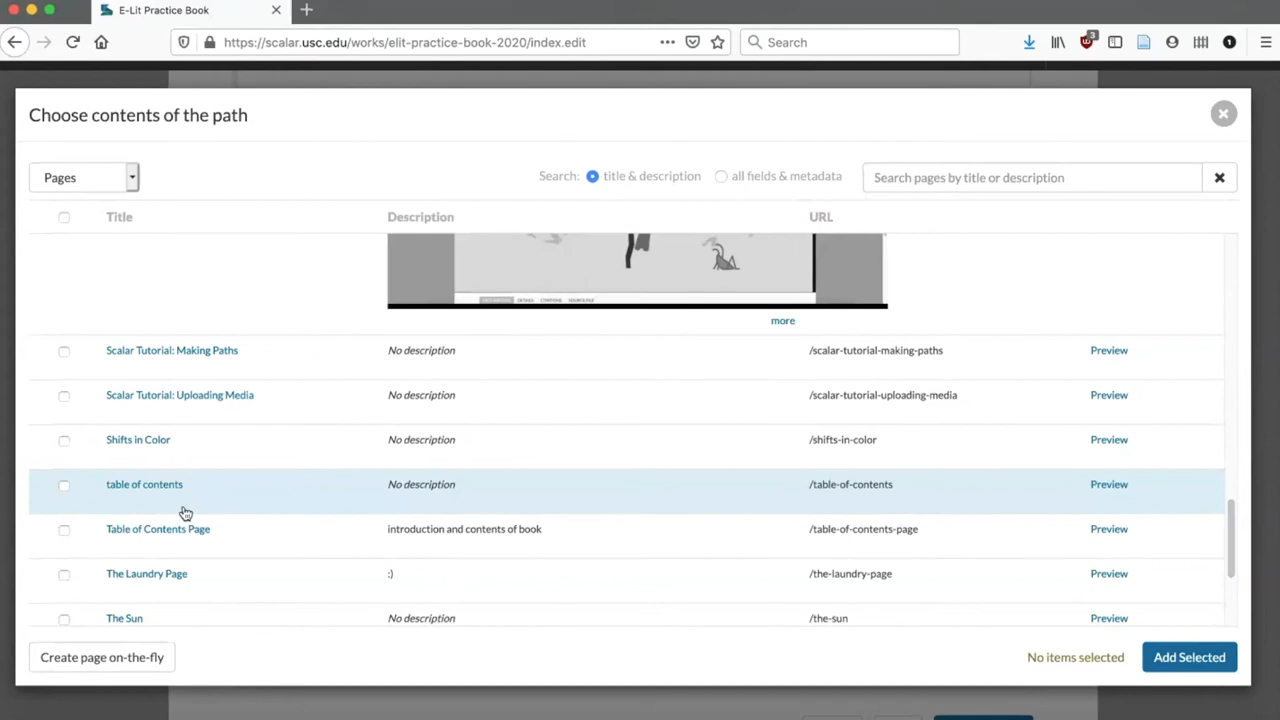 E-Lit Practice Book
https://scalar.usc.edu/works/elit-practice-book-2020/index.edit
Search
3
1
Choose contents of the path
Pages
Search: title & description all fields & metadata
Search pages by title or description
Title Description URL
more
Scalar Tutorial: Making Paths No description /scalar-tutorial-making-paths Preview
Scalar Tutorial: Uploading Media No description /scalar-tutorial-uploading-media Preview
Shifts in Color No description /shifts-in-color Preview
table of contents No description /table-of-contents Preview
Table of Contents Page introduction and contents of book /table-of-contents-page Preview
The Laundry Page :) /the-laundry-page Preview
The Sun No description /the-sun Preview
Create page on-the-fly No items selected Add Selected